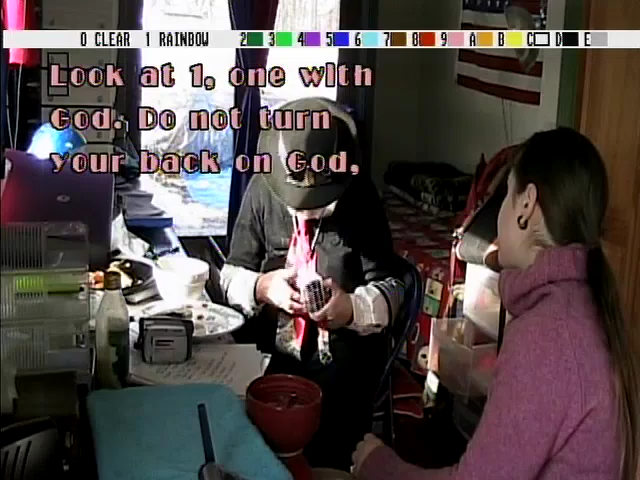 0 CLEAR 1 RAINBOW 2 3 4 5 6 7 8 9 A B C D E
Look at 1, one with
God. Do not turn
your back on God,